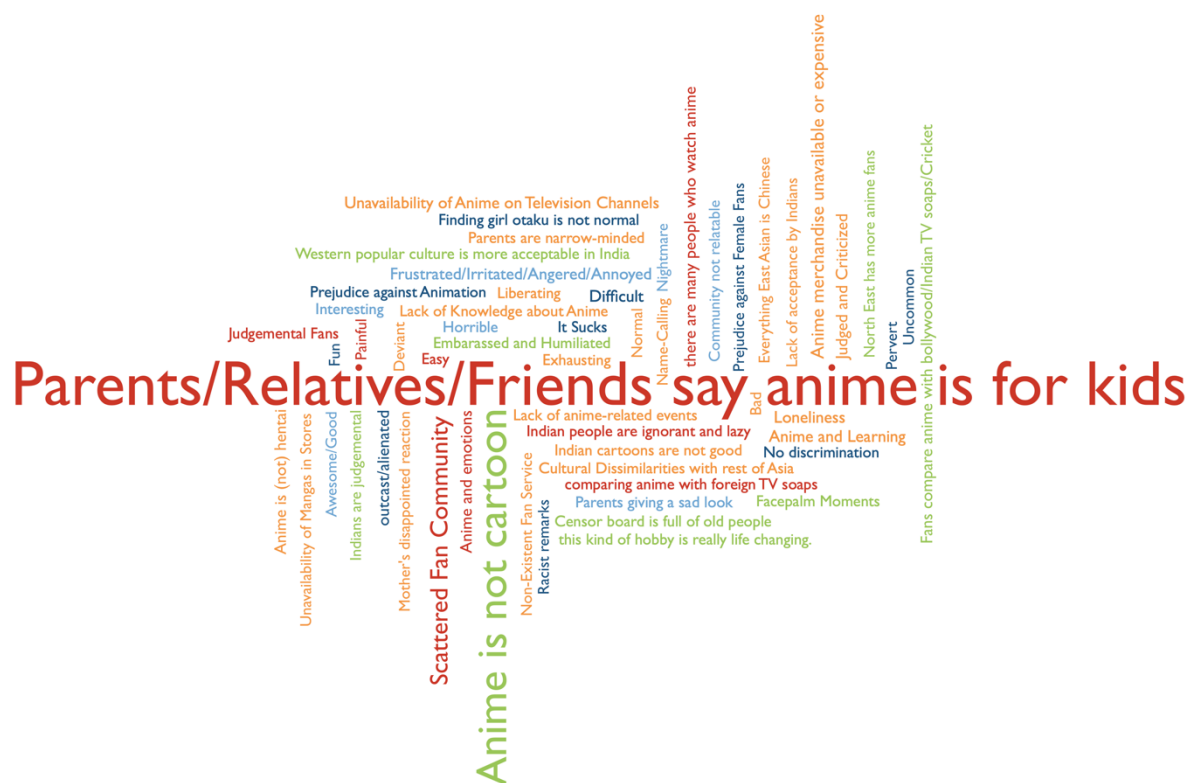 Anime merchandise unavailable or expensive
there are many people who watch anime
Fans compare anime with bollywood/Indian TV soaps/Cricket
North East has more anime fans
Everything East Asian is Chinese
Lack of acceptance by Indians
Prejudice against Female Fans
Community not relatable
Judged and Criticized
Unavailability of Anime on Television Channels
Finding girl otaku is not normal
Nightmare
Parents are narrow-minded
Western popular culture is more acceptable in India
Frustrated/Irritated/Angered/Annoyed
Uncommon
Prejudice against Animation
Liberating
Difficult
Interesting
Lack of Knowledge about Anime
Name-Calling
Normal
Judgemental Fans
Painful
Deviant
Horrible
It Sucks
Pervert
Fun
Embarassed and Humiliated
Easy
Exhausting
Parents/Relatives/Friends say anime is for kids
Bad
Anime is (not) hentai
Unavailability of Mangas in Stores
Awesome/Good
Indians are judgemental
outcast/alienated
Mother's disappointed reaction
Scattered Fan Community
Anime and emotions
Anime is not cartoon
Lack of anime-related events
Loneliness
Indian people are ignorant and lazy
Anime and Learning
Indian cartoons are not good
No discrimination
Cultural Dissimilarities with rest of Asia
comparing anime with foreign TV soaps
Non-Existent Fan Service
Racist remarks
Parents giving a sad look
Facepalm Moments
Censor board is full of old people
this kind of hobby is really life changing.